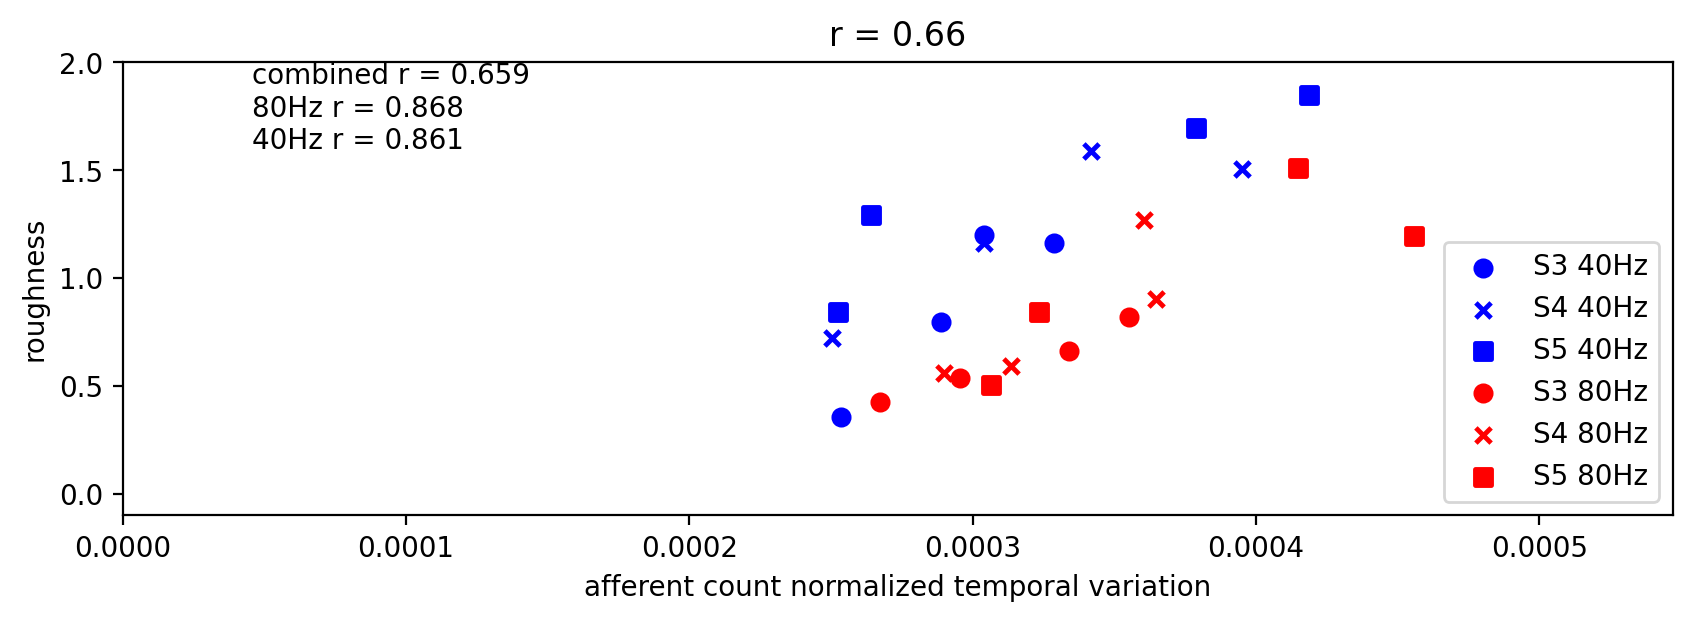 r = 0.66
combined r = 0.659
80Hz r = 0.868
40Hz r = 0.861
2.0
1.5
1.0
0.5
0.0
roughness
S3 40Hz
S4 40Hz
S5 40Hz
S3 80Hz
S4 80Hz
S5 80Hz
0.0000 0.0001 0.0002 0.0003 0.0004 0.0005
afferent count normalized temporal variation